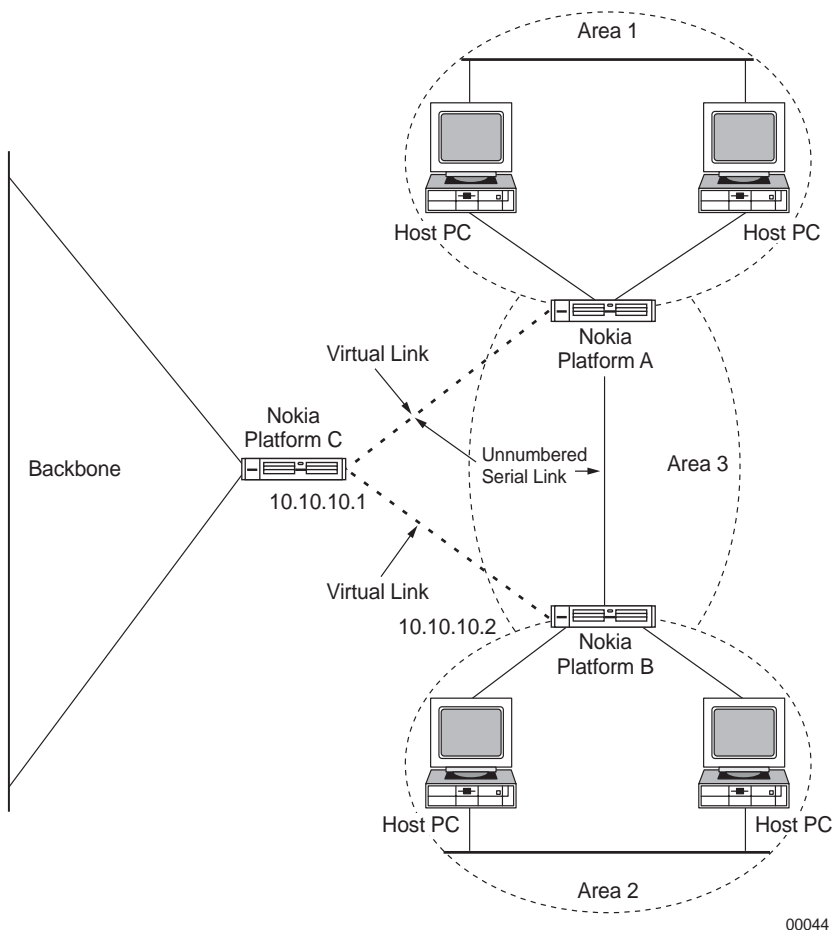 Area 1
Host PC
Host PC
Nokia
Platform A
Virtual Link
Nokia
Platform C
Unnumbered
Serial Link
Area 3
Backbone
10.10.10.1
Virtual Link
10.10.10.2
Nokia
Platform B
Host PC
Host PC
Area 2
00044